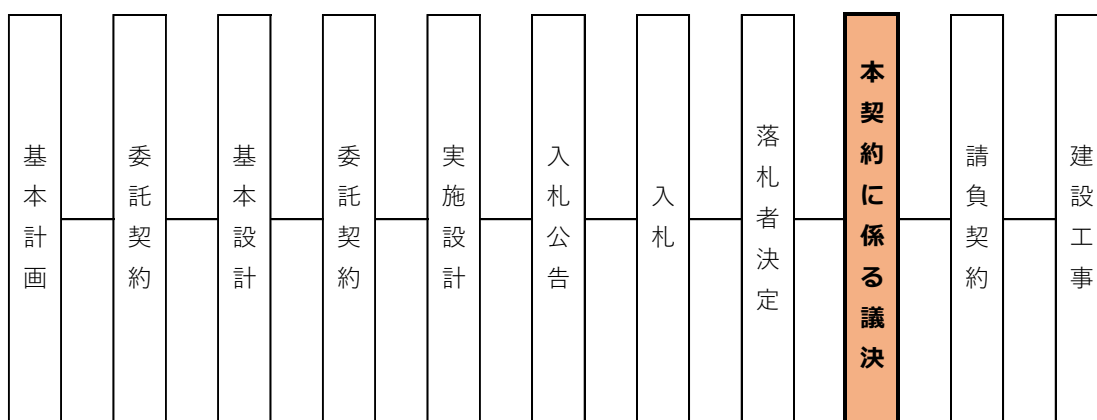 基本計画
委託契約
基本設計
委託契約
実施設計
入札公告
入札
落札者決定
本契約に係る議決
請負契約
建設工事